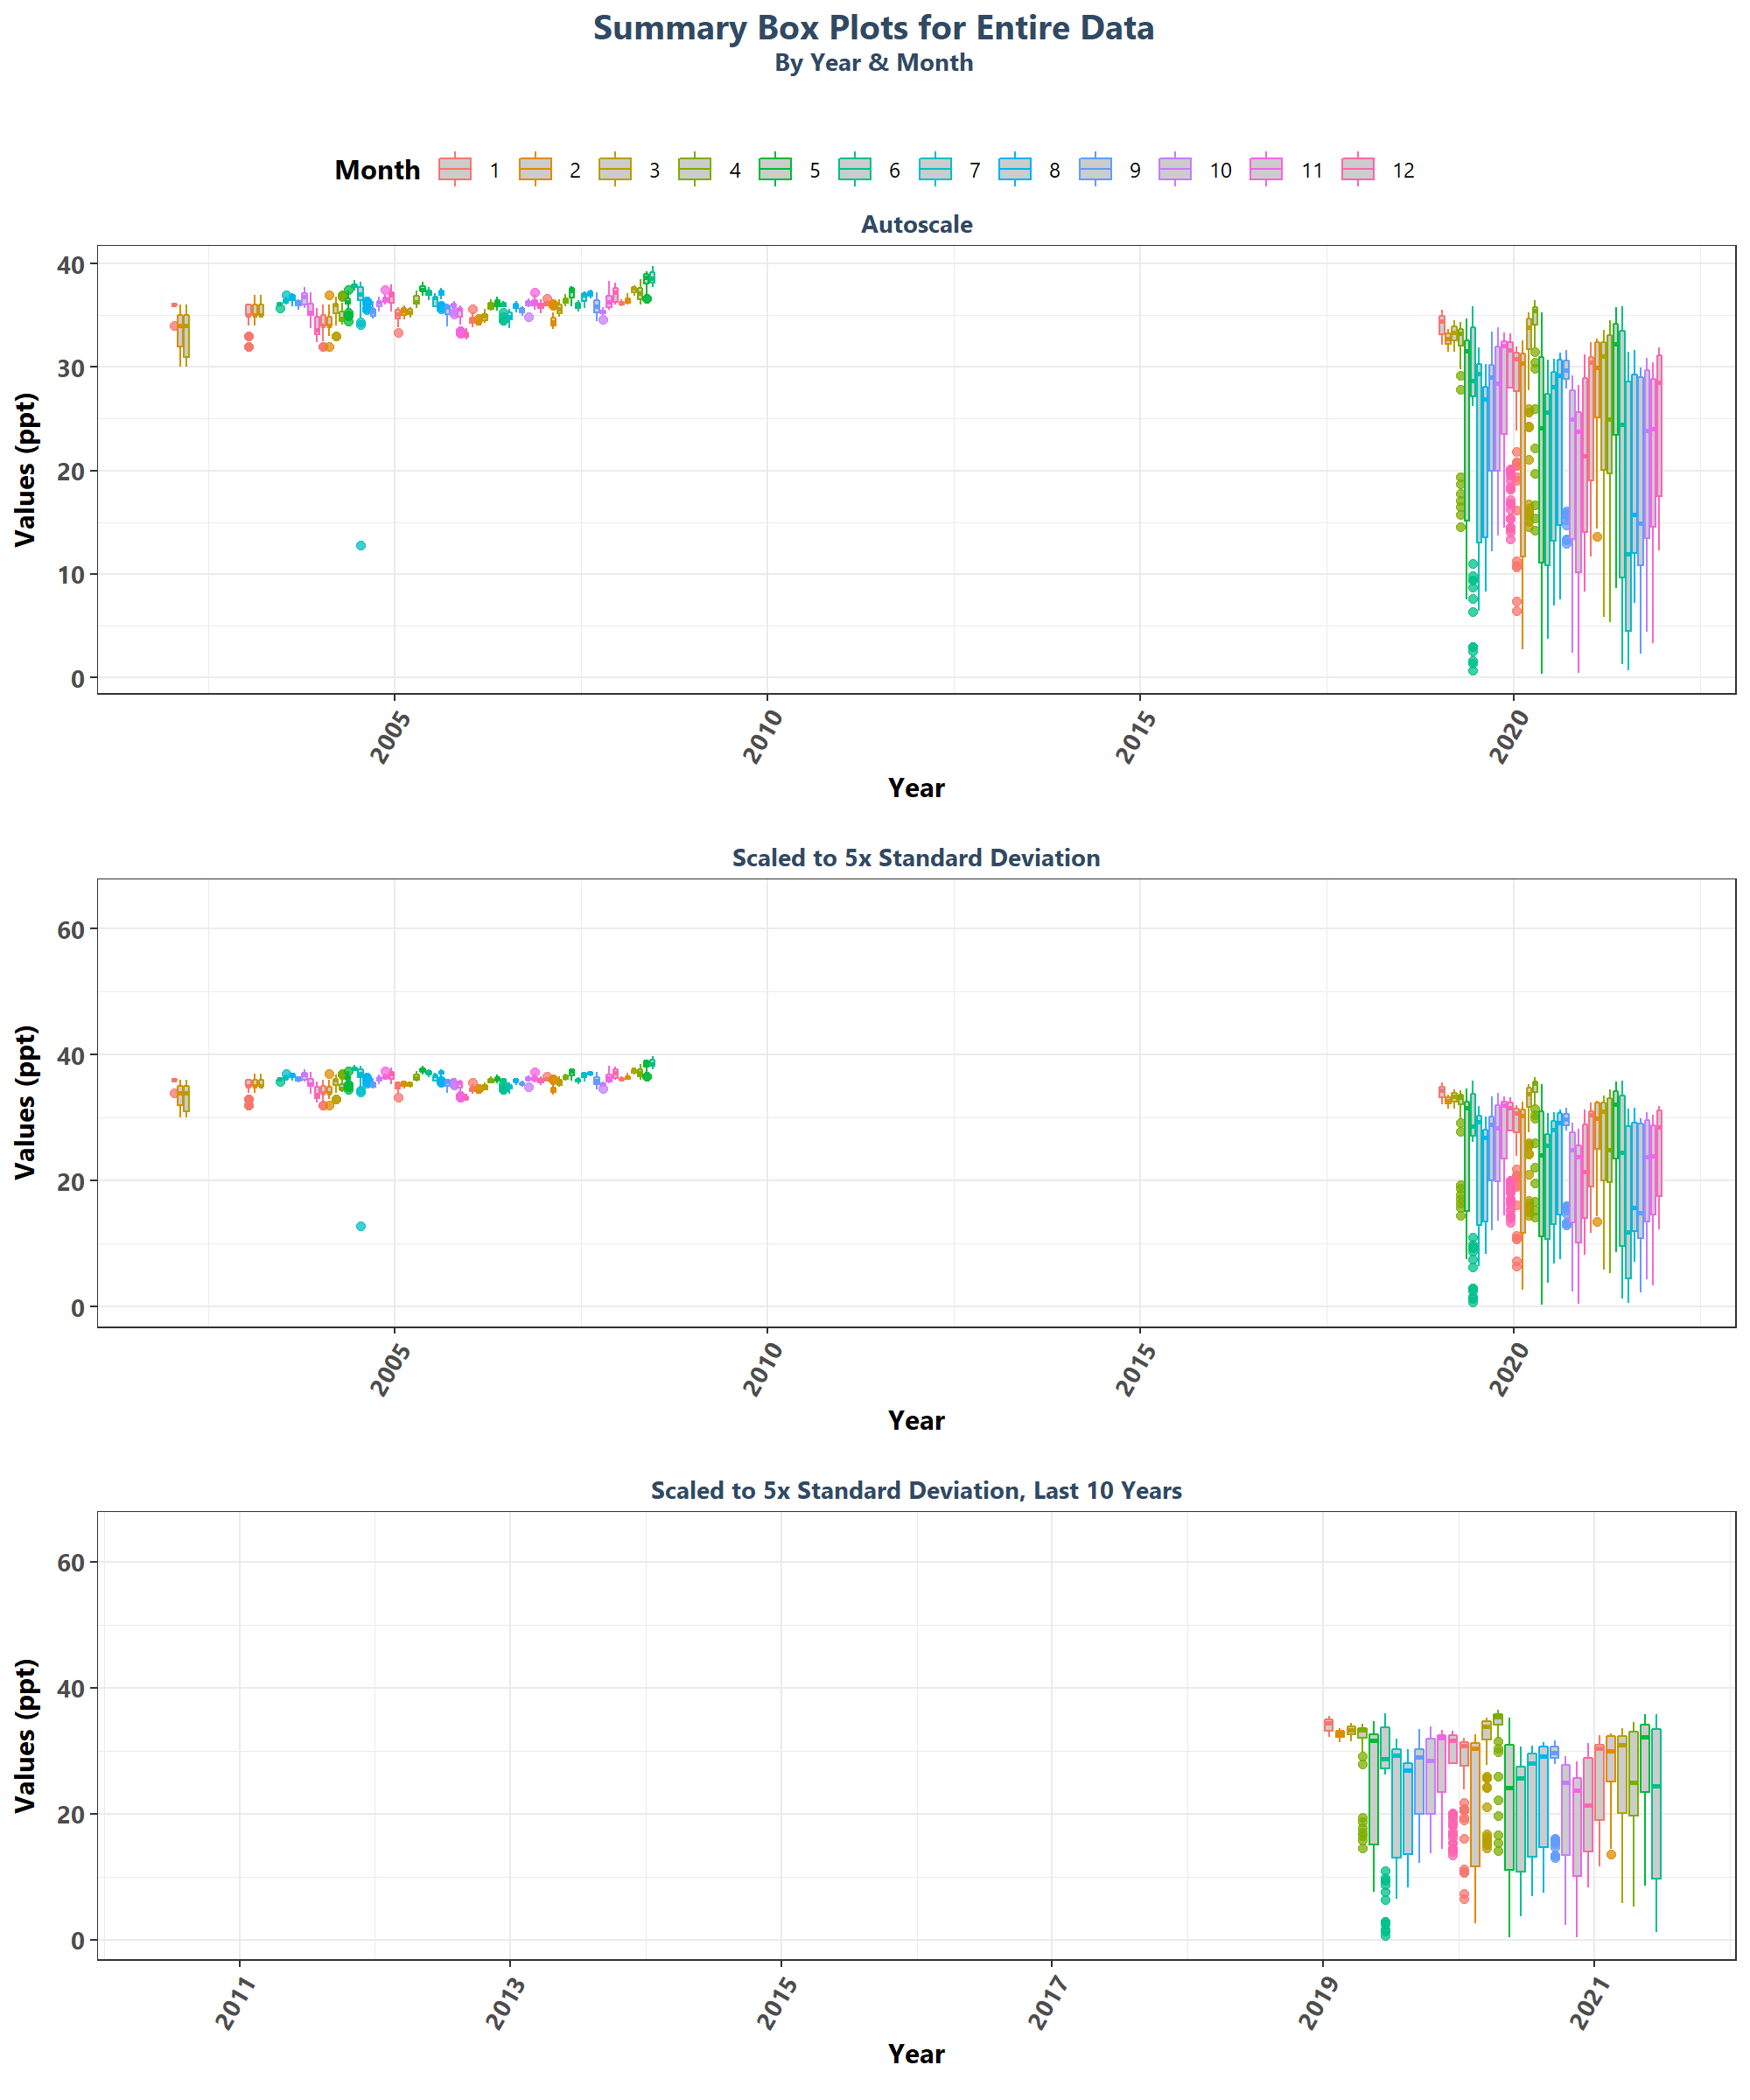 Summary Box Plots for Entire Data
By Year & Month
Month 1 2 3 4 5 6 7 8 9 10 11 12
Autoscale
Values (ppt)
40
30
20
10
0
2005 2010 2015 2020
Year
Scaled to 5x Standard Deviation
Values (ppt)
60
40
20
0
2005 2010 2015 2020
Year
Scaled to 5x Standard Deviation, Last 10 Years
Values (ppt)
60
40
20
0
2011 2013 2015 2017 2019 2021
Year